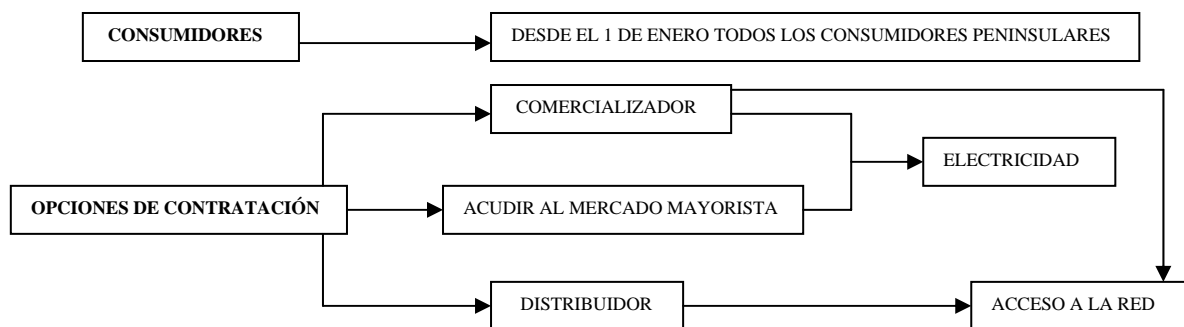 CONSUMIDORES
DESDE EL 1 DE ENERO TODOS LOS CONSUMIDORES PENINSULARES
COMERCIALIZADOR
ELECTRICIDAD
OPCIONES DE CONTRATACIÓN
ACUDIR AL MERCADO MAYORISTA
DISTRIBUIDOR
ACCESO A LA RED